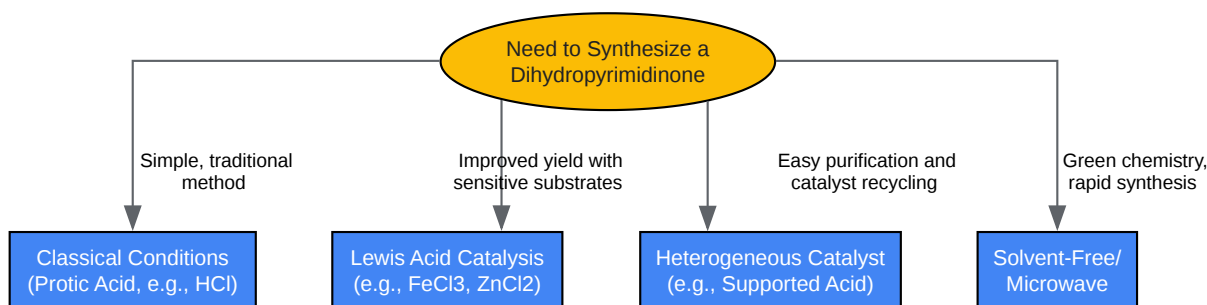 Need to Synthesize a
Dihydropyrimidinone
Simple, traditional
method
Improved yield with
sensitive substrates
Easy purification and
catalyst recycling
Green chemistry,
rapid synthesis
Classical Conditions
(Protic Acid, e.g., HCl)
Lewis Acid Catalysis
(e.g., FeCl3, ZnCl2)
Heterogeneous Catalyst
(e.g., Supported Acid)
Solvent-Free/
Microwave